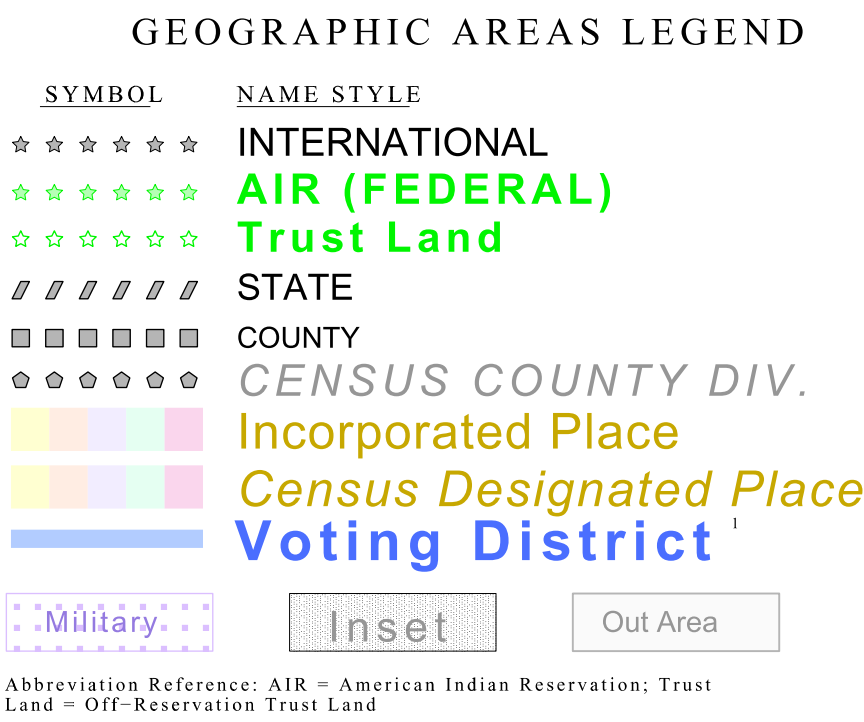 GEOGRAPHIC AREAS LEGEND
SYMBOL NAME STYLE
INTERNATIONAL
AIR (FEDERAL)
Trust Land
STATE
COUNTY
CENSUS COUNTY DIV.
Incorporated Place
Census Designated Place
Voting District 1
Military Inset Out Area
Abbreviation Reference: AIR = American Indian Reservation; Trust
Land = Off−Reservation Trust Land